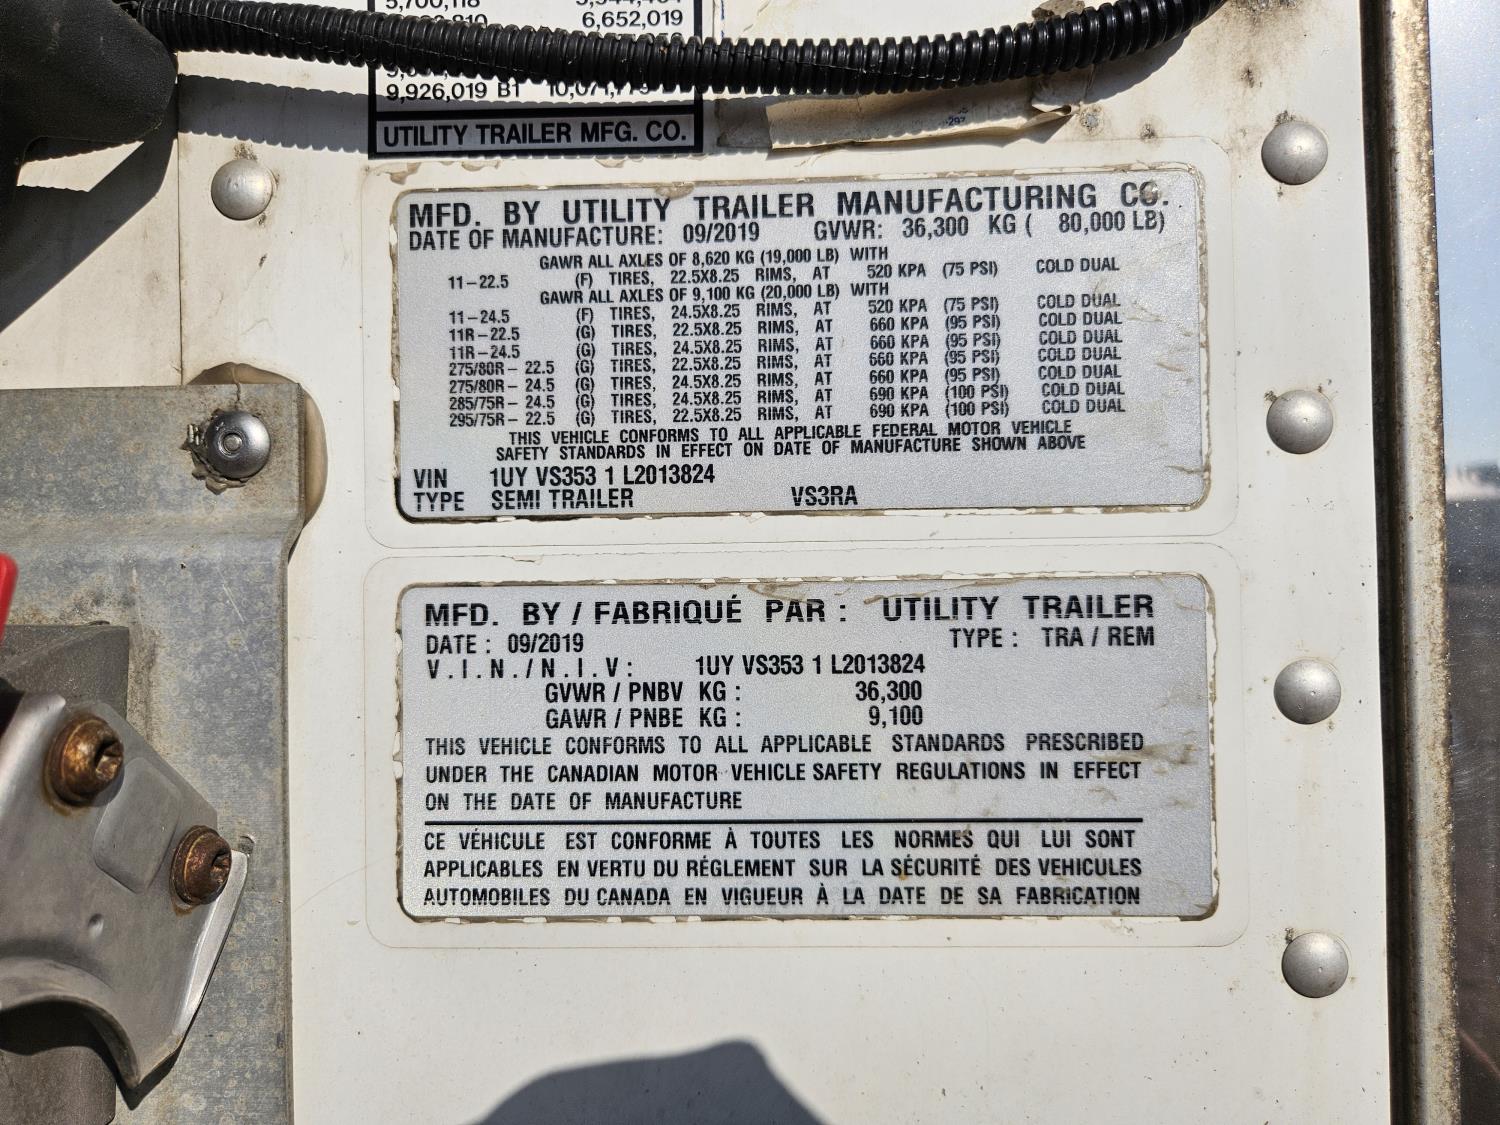 5,700,118
6,652,019
9,926,019 B1
UTILITY TRAILER MFG. CO.
MFD. BY UTILITY TRAILER MANUFACTURING CO.
DATE OF MANUFACTURE: 09/2019 GVWR: 36,300 KG ( 80,000 LB)
GAWR ALL AXLES OF 8,620 KG (19,000 LB) WITH
11-22.5 (F) TIRES, 22.5X8.25 RIMS, AT 520 KPA (75 PSI) COLD DUAL
GAWR ALL AXLES OF 9,100 KG (20,000 LB) WITH
11-24.5 (F) TIRES, 24.5X8.25 RIMS, AT 520 KPA (75 PSI) COLD DUAL
11R-22.5 (G) TIRES, 22.5X8.25 RIMS, AT 660 KPA (95 PSI) COLD DUAL
11R-24.5 (G) TIRES, 24.5X8.25 RIMS, AT 660 KPA (95 PSI) COLD DUAL
275/80R-22.5 (G) TIRES, 22.5X8.25 RIMS, AT 660 KPA (95 PSI) COLD DUAL
275/80R-24.5 (G) TIRES, 24.5X8.25 RIMS, AT 660 KPA (95 PSI) COLD DUAL
285/75R-24.5 (G) TIRES, 24.5X8.25 RIMS, AT 690 KPA (100 PSI) COLD DUAL
295/75R-22.5 (G) TIRES, 22.5X8.25 RIMS, AT 690 KPA (100 PSI) COLD DUAL
THIS VEHICLE CONFORMS TO ALL APPLICABLE FEDERAL MOTOR VEHICLE
SAFETY STANDARDS IN EFFECT ON DATE OF MANUFACTURE SHOWN ABOVE
VIN 1UY VS353 1 L2013824
TYPE SEMI TRAILER VS3RA
MFD. BY / FABRIQUÉ PAR : UTILITY TRAILER
DATE : 09/2019 TYPE : TRA / REM
V.I.N./N.I.V: 1UY VS353 1 L2013824
GVWR / PNBV KG : 36,300
GAWR / PNBE KG : 9,100
THIS VEHICLE CONFORMS TO ALL APPLICABLE STANDARDS PRESCRIBED
UNDER THE CANADIAN MOTOR VEHICLE SAFETY REGULATIONS IN EFFECT
ON THE DATE OF MANUFACTURE
CE VÉHICULE EST CONFORME À TOUTES LES NORMES QUI LUI SONT
APPLICABLES EN VERTU DU RÉGLEMENT SUR LA SÉCURITÉ DES VEHICULES
AUTOMOBILES DU CANADA EN VIGUEUR À LA DATE DE SA FABRICATION